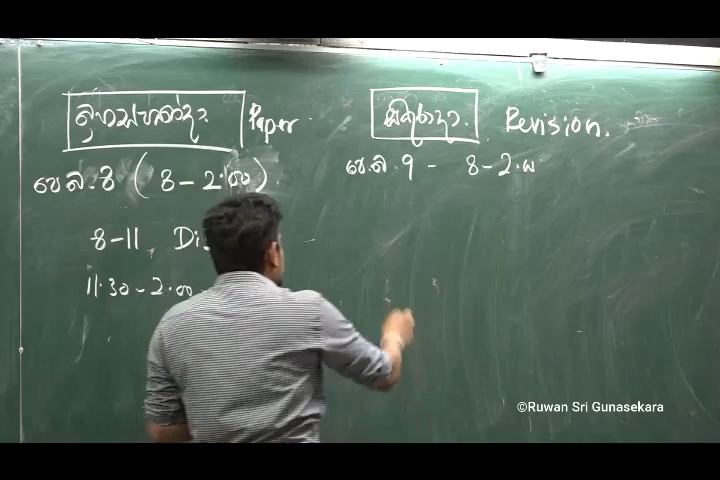 බ්‍රහස්පතින්දා. Paper
පෙ.ව. 8 ( 8 - 2.00 )
8-11 Di
11.30 - 2.00
සිකුරාදා. Revision.
පෙ.ව. 9 - 8 - 2.
©Ruwan Sri Gunasekara